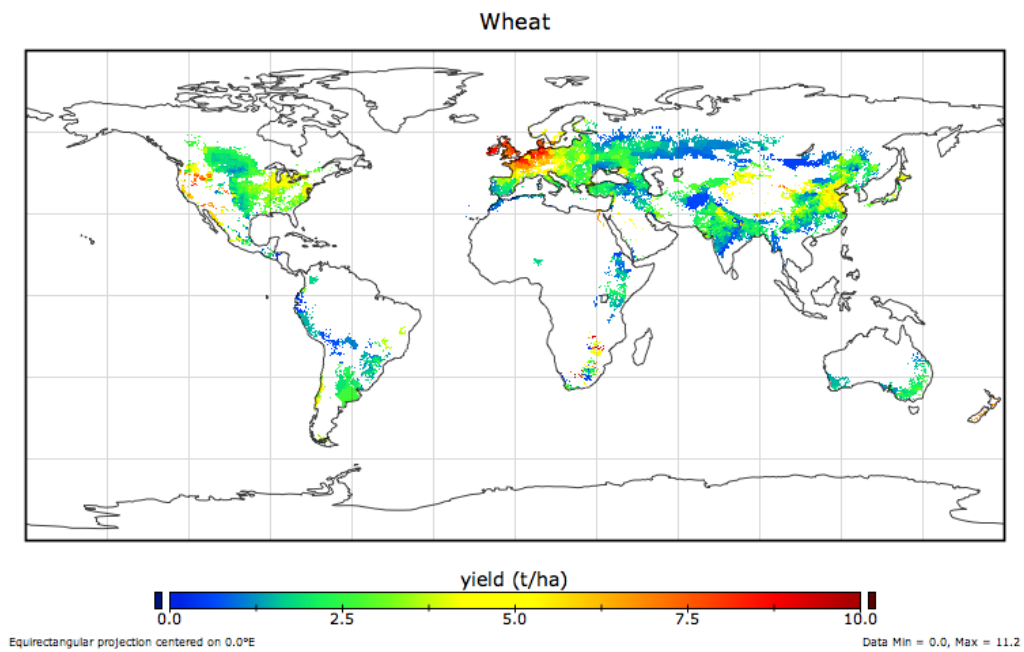 Wheat
yield (t/ha)
0.0 2.5 5.0 7.5 10.0
Equirectangular projection centered on 0.0°E
Data Min = 0.0, Max = 11.2